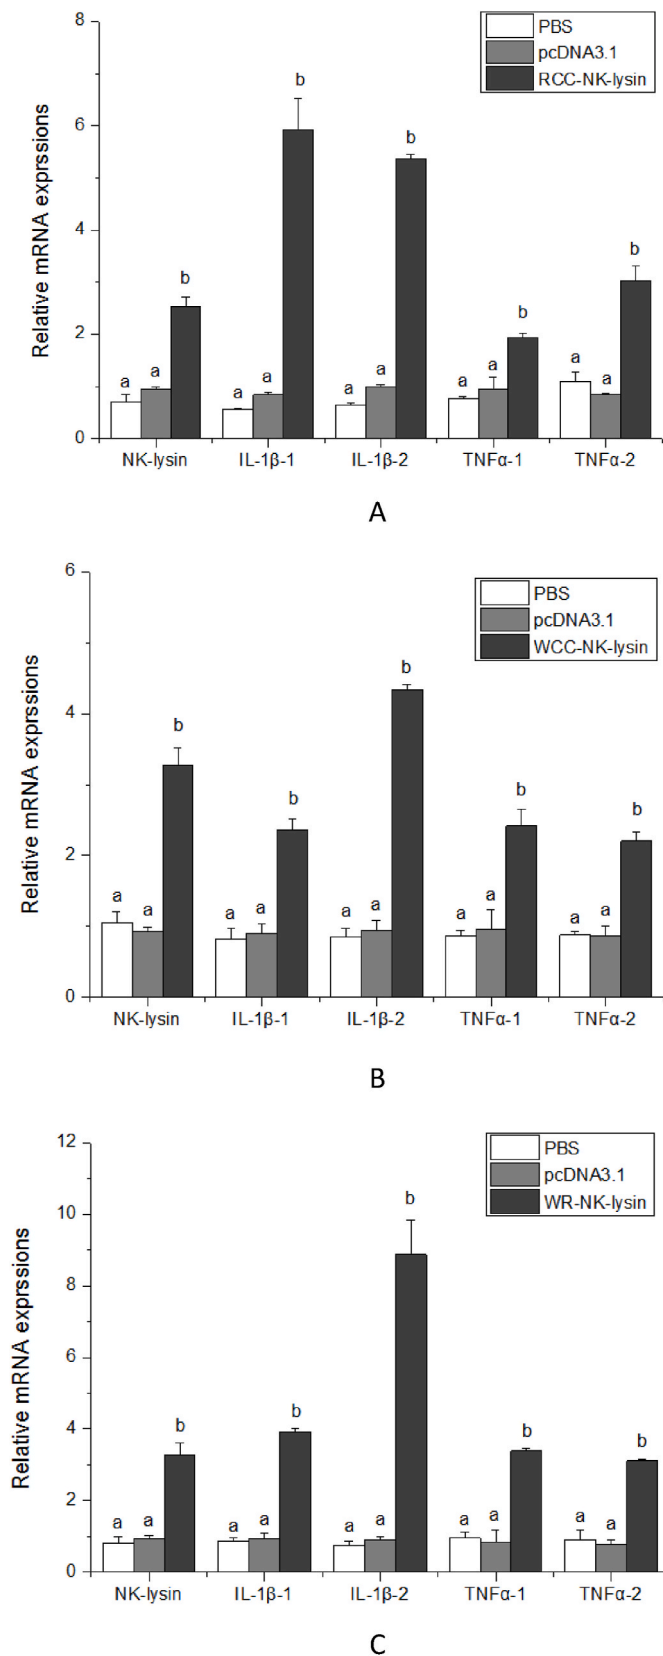 8
6
4
2
0
Relative mRNA exprssions
PBS
pcDNA3.1
RCC-NK-lysin
a a b
a a b
a a b
a a b
a a b
NK-lysin IL-1β-1 IL-1β-2 TNFα-1 TNFα-2
A
6
4
2
0
Relative mRNA exprssions
PBS
pcDNA3.1
WCC-NK-lysin
a a b
a a b
a a b
a a b
a a b
NK-lysin IL-1β-1 IL-1β-2 TNFα-1 TNFα-2
B
12
10
8
6
4
2
0
Relative mRNA exprssions
PBS
pcDNA3.1
WR-NK-lysin
a a b
a a b
a a b
a a b
a a b
NK-lysin IL-1β-1 IL-1β-2 TNFα-1 TNFα-2
C